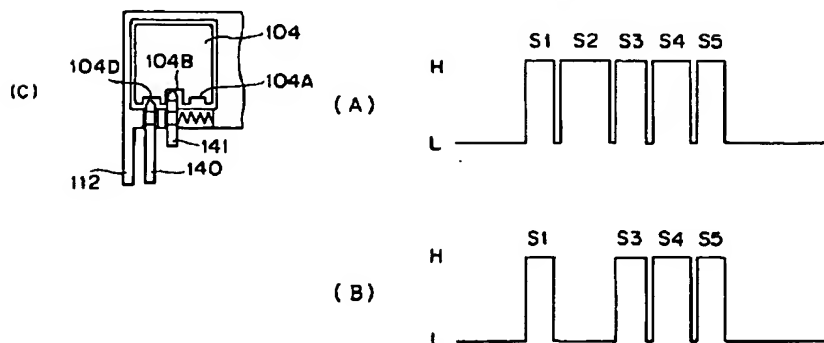 (C)
104
104B
104D
104A
141
140
112
(A)
H
L
S1 S2 S3 S4 S5
(B)
H
L
S1 S3 S4 S5